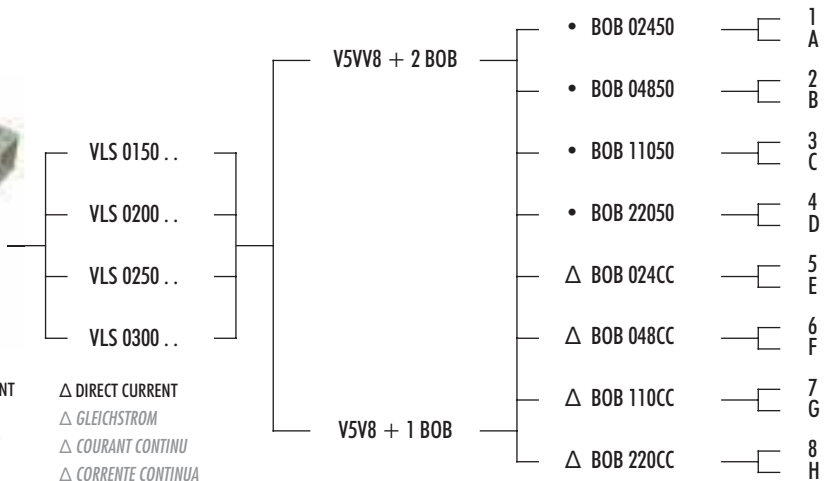 V5VV8 + 2 BOB
• BOB 02450
1
A
• BOB 04850
2
B
VLS 0150 . .
• BOB 11050
3
C
VLS 0200 . .
• BOB 22050
4
D
VLS 0250 . .
Δ BOB 024CC
5
E
VLS 0300 . .
Δ BOB 048CC
6
F
NT
Δ DIRECT CURRENT
Δ GLEICHSTROM
Δ COURANT CONTINU
Δ CORRENTE CONTINUA
V5V8 + 1 BOB
Δ BOB 110CC
7
G
Δ BOB 220CC
8
H